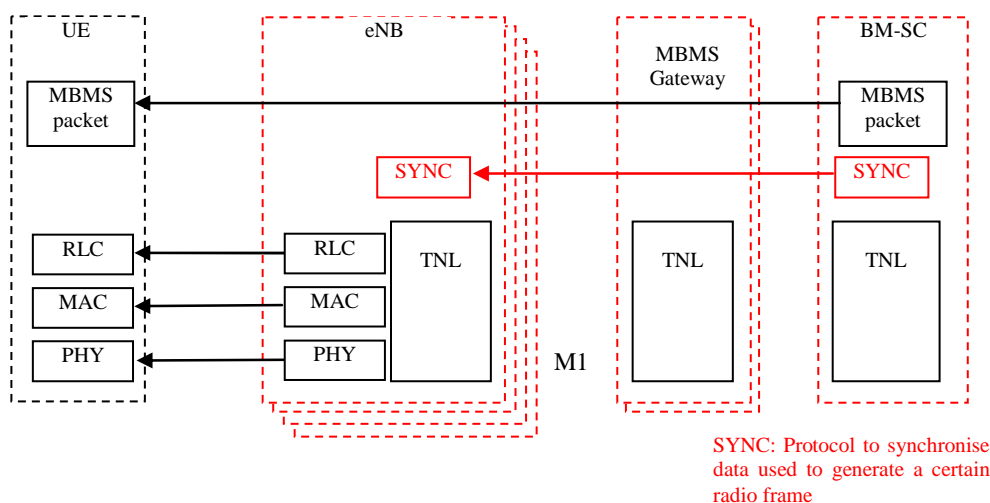 UE
eNB
MBMS
Gateway
BM-SC
MBMS
packet
MBMS
packet
SYNC
SYNC
RLC
RLC
TNL
TNL
TNL
MAC
MAC
PHY
PHY
M1
SYNC: Protocol to synchronise
data used to generate a certain
radio frame